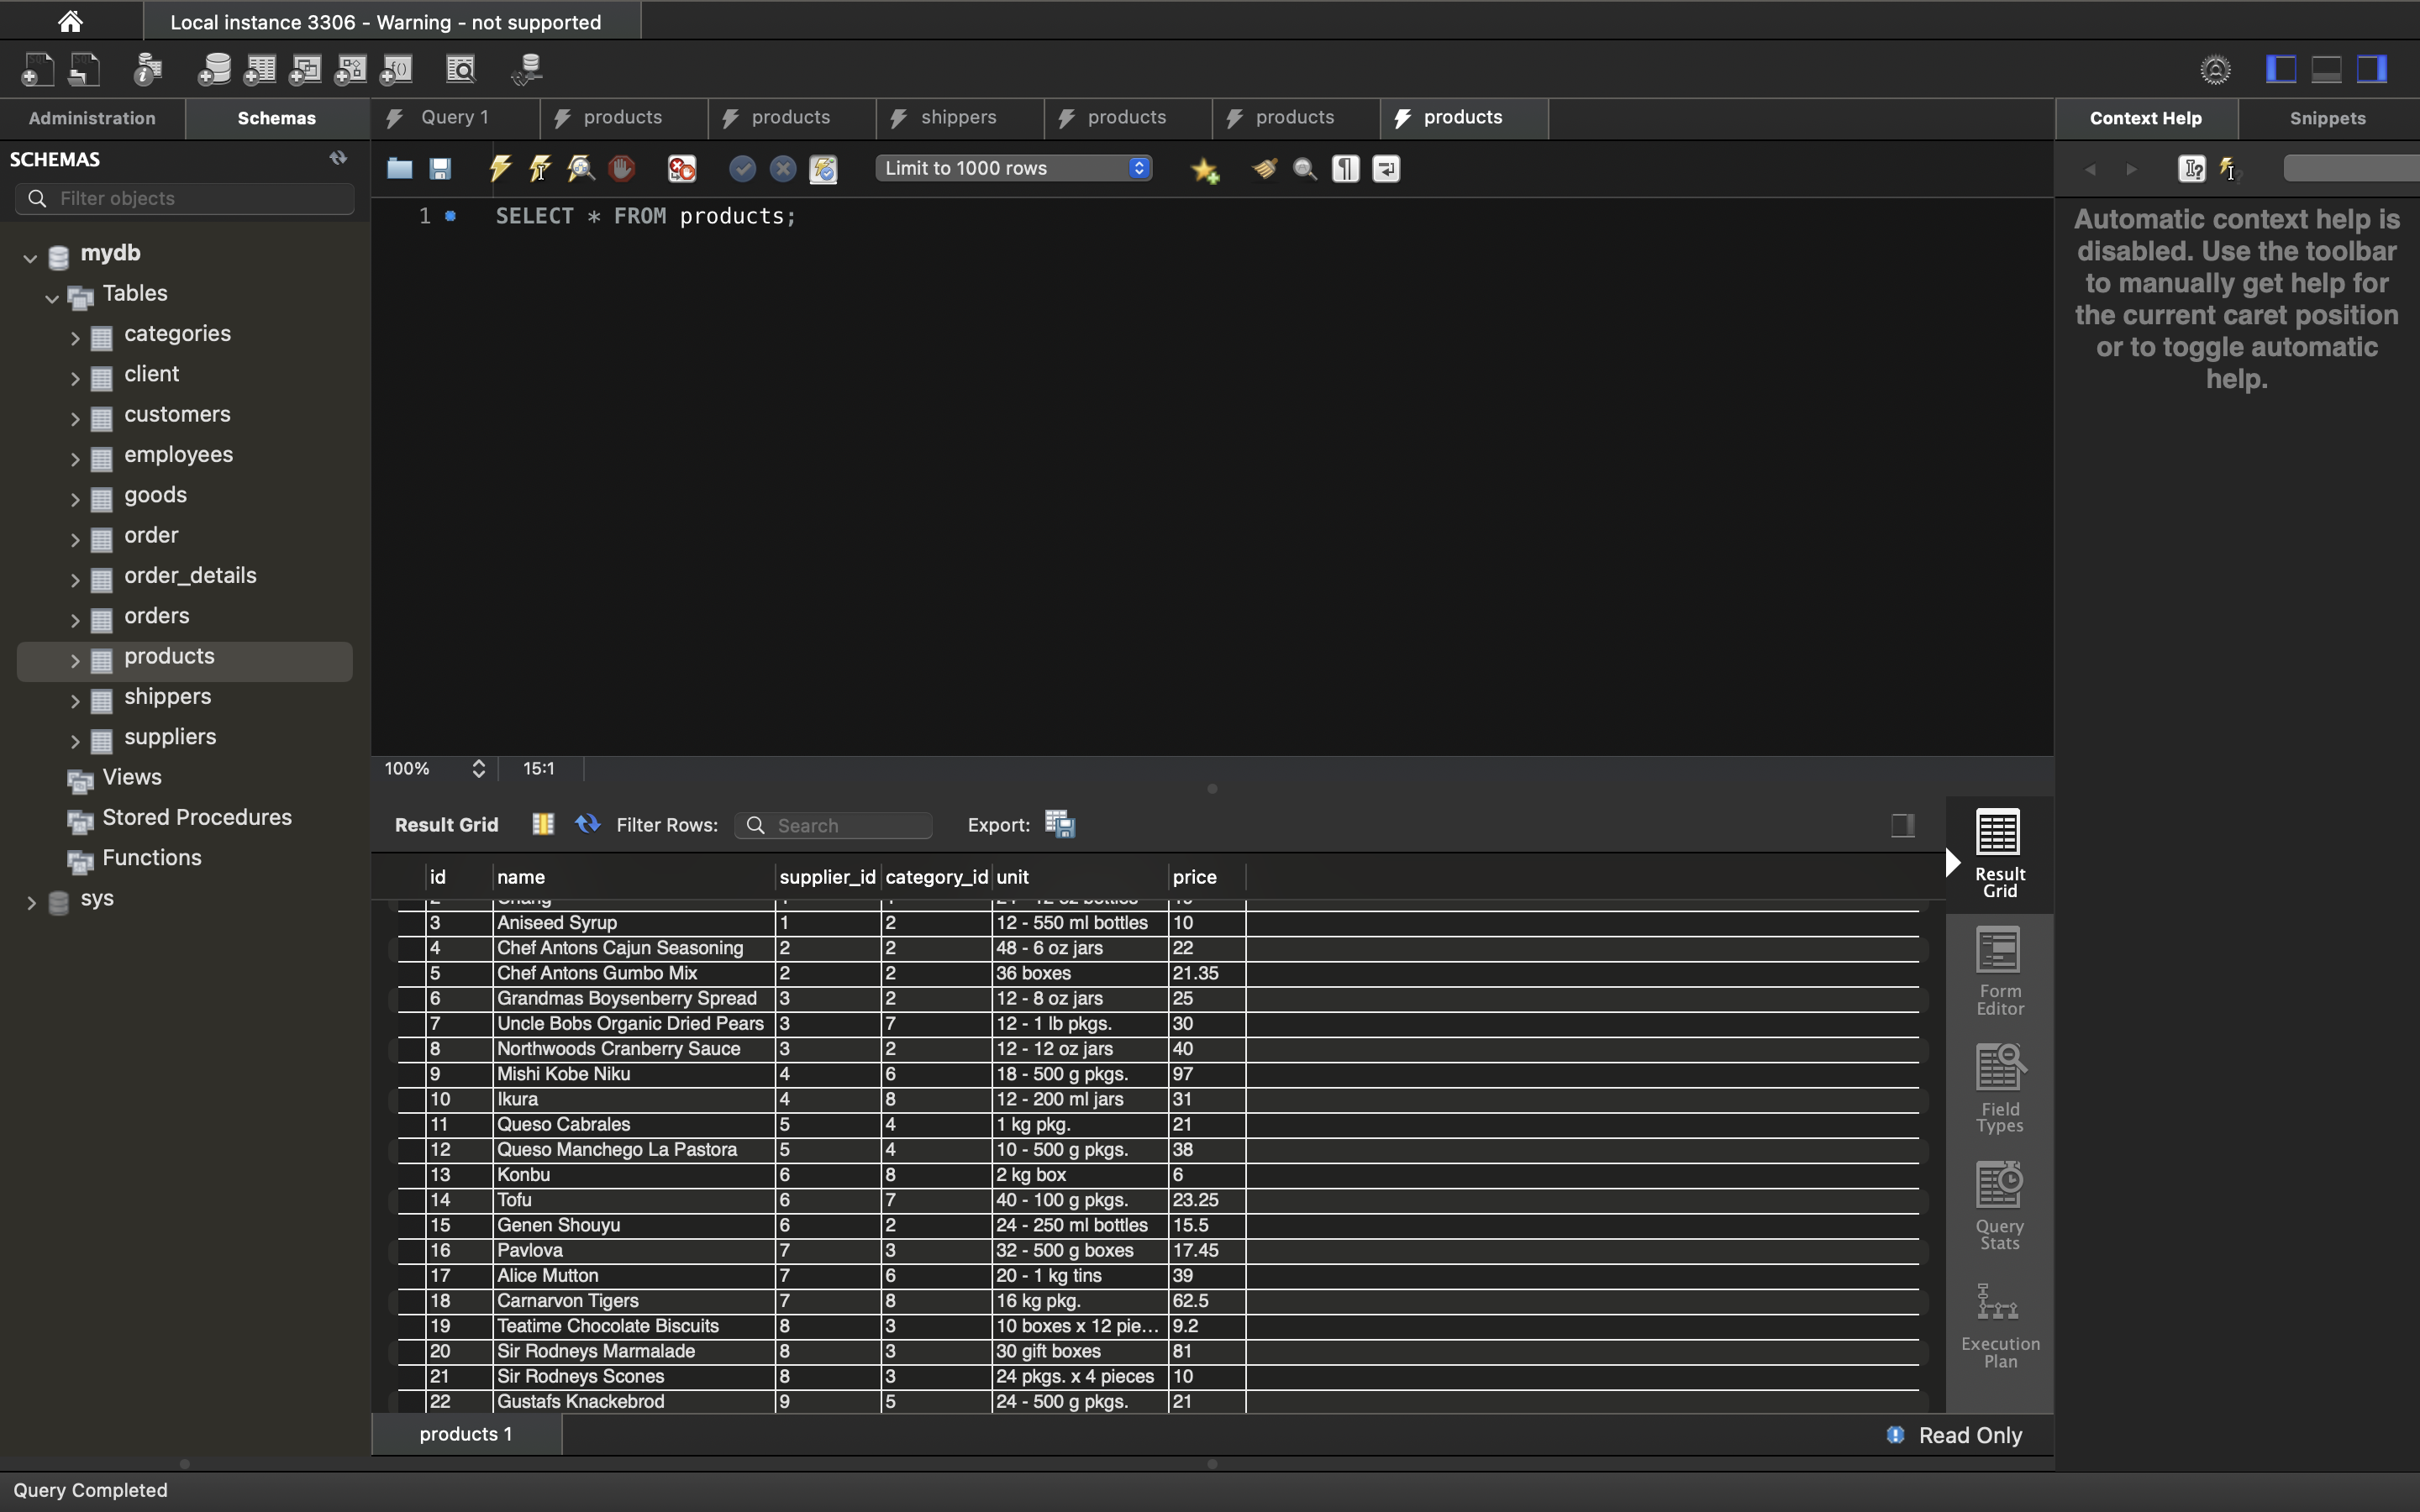 Local instance 3306 - Warning - not supported
Administration
Schemas
Query 1
products
products
shippers
products
products
products
Context Help
Snippets
SCHEMAS
Limit to 1000 rows
Filter objects
1 SELECT * FROM products;
Automatic context help is
disabled. Use the toolbar
to manually get help for
the current caret position
or to toggle automatic
help.
mydb
Tables
categories
client
customers
employees
goods
order
order_details
orders
products
shippers
suppliers
Views
Stored Procedures
Functions
sys
100%
15:1
Result Grid
Filter Rows:
Search
Export:
id name supplier_id category_id unit price
3 Aniseed Syrup 1 2 12 - 550 ml bottles 10
4 Chef Antons Cajun Seasoning 2 2 48 - 6 oz jars 22
5 Chef Antons Gumbo Mix 2 2 36 boxes 21.35
6 Grandmas Boysenberry Spread 3 2 12 - 8 oz jars 25
7 Uncle Bobs Organic Dried Pears 3 7 12 - 1 lb pkgs. 30
8 Northwoods Cranberry Sauce 3 2 12 - 12 oz jars 40
9 Mishi Kobe Niku 4 6 18 - 500 g pkgs. 97
10 Ikura 4 8 12 - 200 ml jars 31
11 Queso Cabrales 5 4 1 kg pkg. 21
12 Queso Manchego La Pastora 5 4 10 - 500 g pkgs. 38
13 Konbu 6 8 2 kg box 6
14 Tofu 6 7 40 - 100 g pkgs. 23.25
15 Genen Shouyu 6 2 24 - 250 ml bottles 15.5
16 Pavlova 7 3 32 - 500 g boxes 17.45
17 Alice Mutton 7 6 20 - 1 kg tins 39
18 Carnarvon Tigers 7 8 16 kg pkg. 62.5
19 Teatime Chocolate Biscuits 8 3 10 boxes x 12 pie... 9.2
20 Sir Rodneys Marmalade 8 3 30 gift boxes 81
21 Sir Rodneys Scones 8 3 24 pkgs. x 4 pieces 10
22 Gustafs Knackebrod 9 5 24 - 500 g pkgs. 21
Result
Grid
Form
Editor
Field
Types
Query
Stats
Execution
Plan
products 1
Read Only
Query Completed